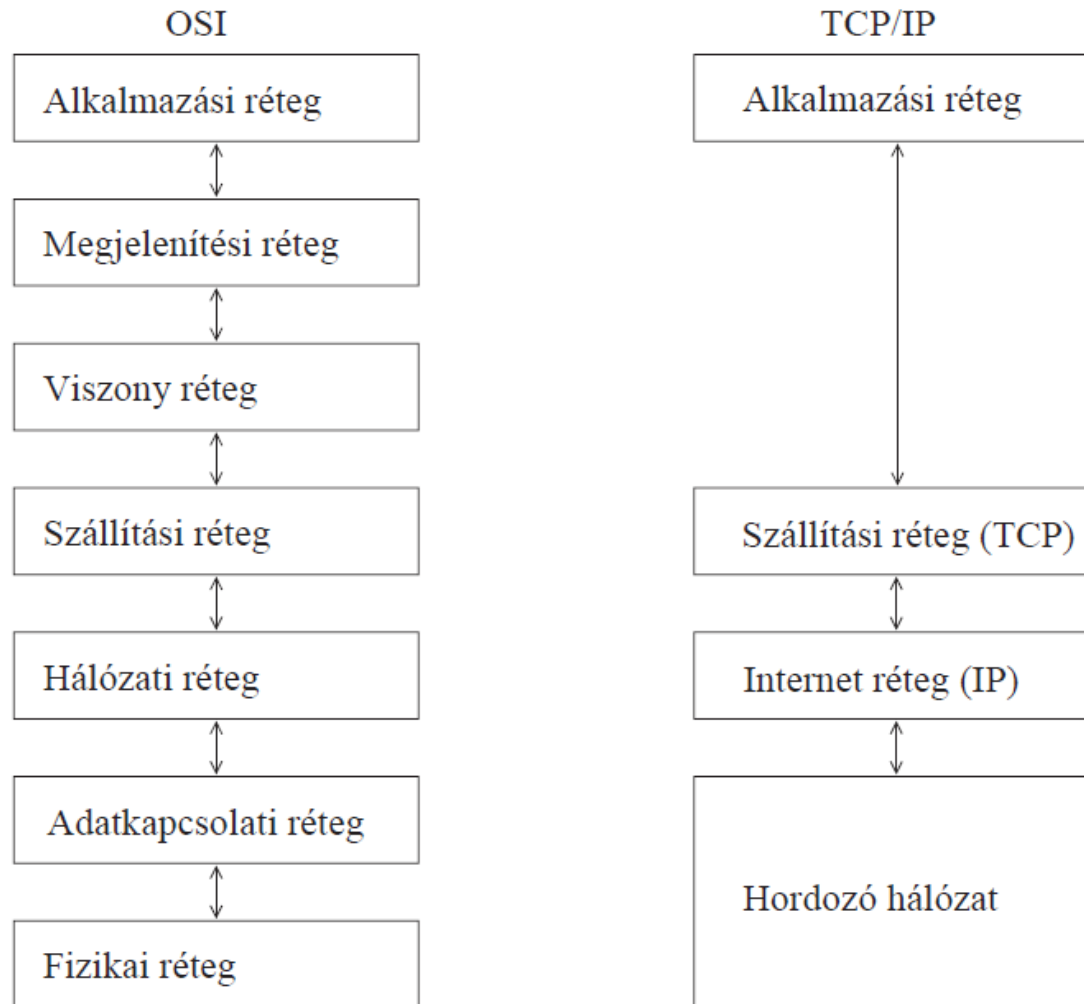 OSI
Alkalmazási réteg
Megjelenítési réteg
Viszony réteg
Szállítási réteg
Hálózati réteg
Adatkapcsolati réteg
Fizikai réteg
TCP/IP
Alkalmazási réteg
Szállítási réteg (TCP)
Internet réteg (IP)
Hordozó hálózat